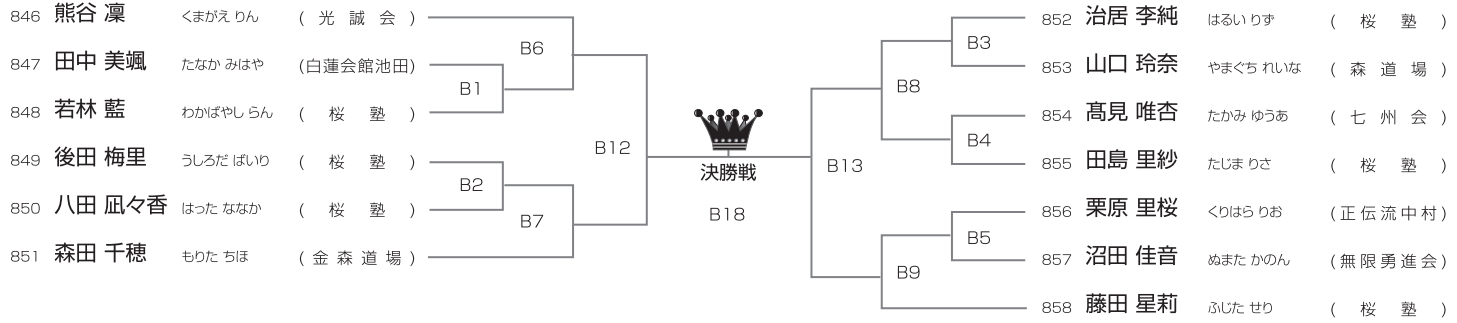 846 熊谷 凜 くまがえ りん (光誠会)
847 田中 美颯 たなか みはや (白蓮会館池田)
848 若林 藍 わかばやし らん (桜塾)
849 後田 梅里 うしろだ ばいり (桜塾)
850 八田 凪々香 はった ななか (桜塾)
851 森田 千穂 もりた ちほ (金森道場)
B6
B1
B2
B7
B12
決勝戦
B18
B13
B3
B8
B4
B5
B9
852 治居 李純 はるい りず (桜塾)
853 山口 玲奈 やまぐち れいな (森道場)
854 髙見 唯杏 たかみ ゆうあ (七州会)
855 田島 里紗 たじま りさ (桜塾)
856 栗原 里桜 くりはら りお (正伝流中村)
857 沼田 佳音 ぬまた かのん (無限勇進会)
858 藤田 星莉 ふじた せり (桜塾)